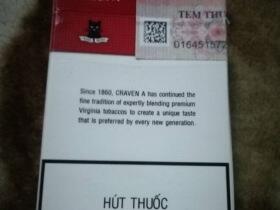 TEM THU
Since 1860, CRAVEN A has continued the
fine tradition of expertly blending premium
Virginia tobaccos to create a unique taste
that is preferred by every new generation.
HÚT THUỐC